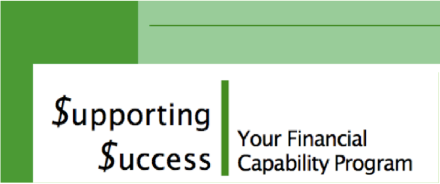 $upporting
$uccess
Your Financial
Capability Program